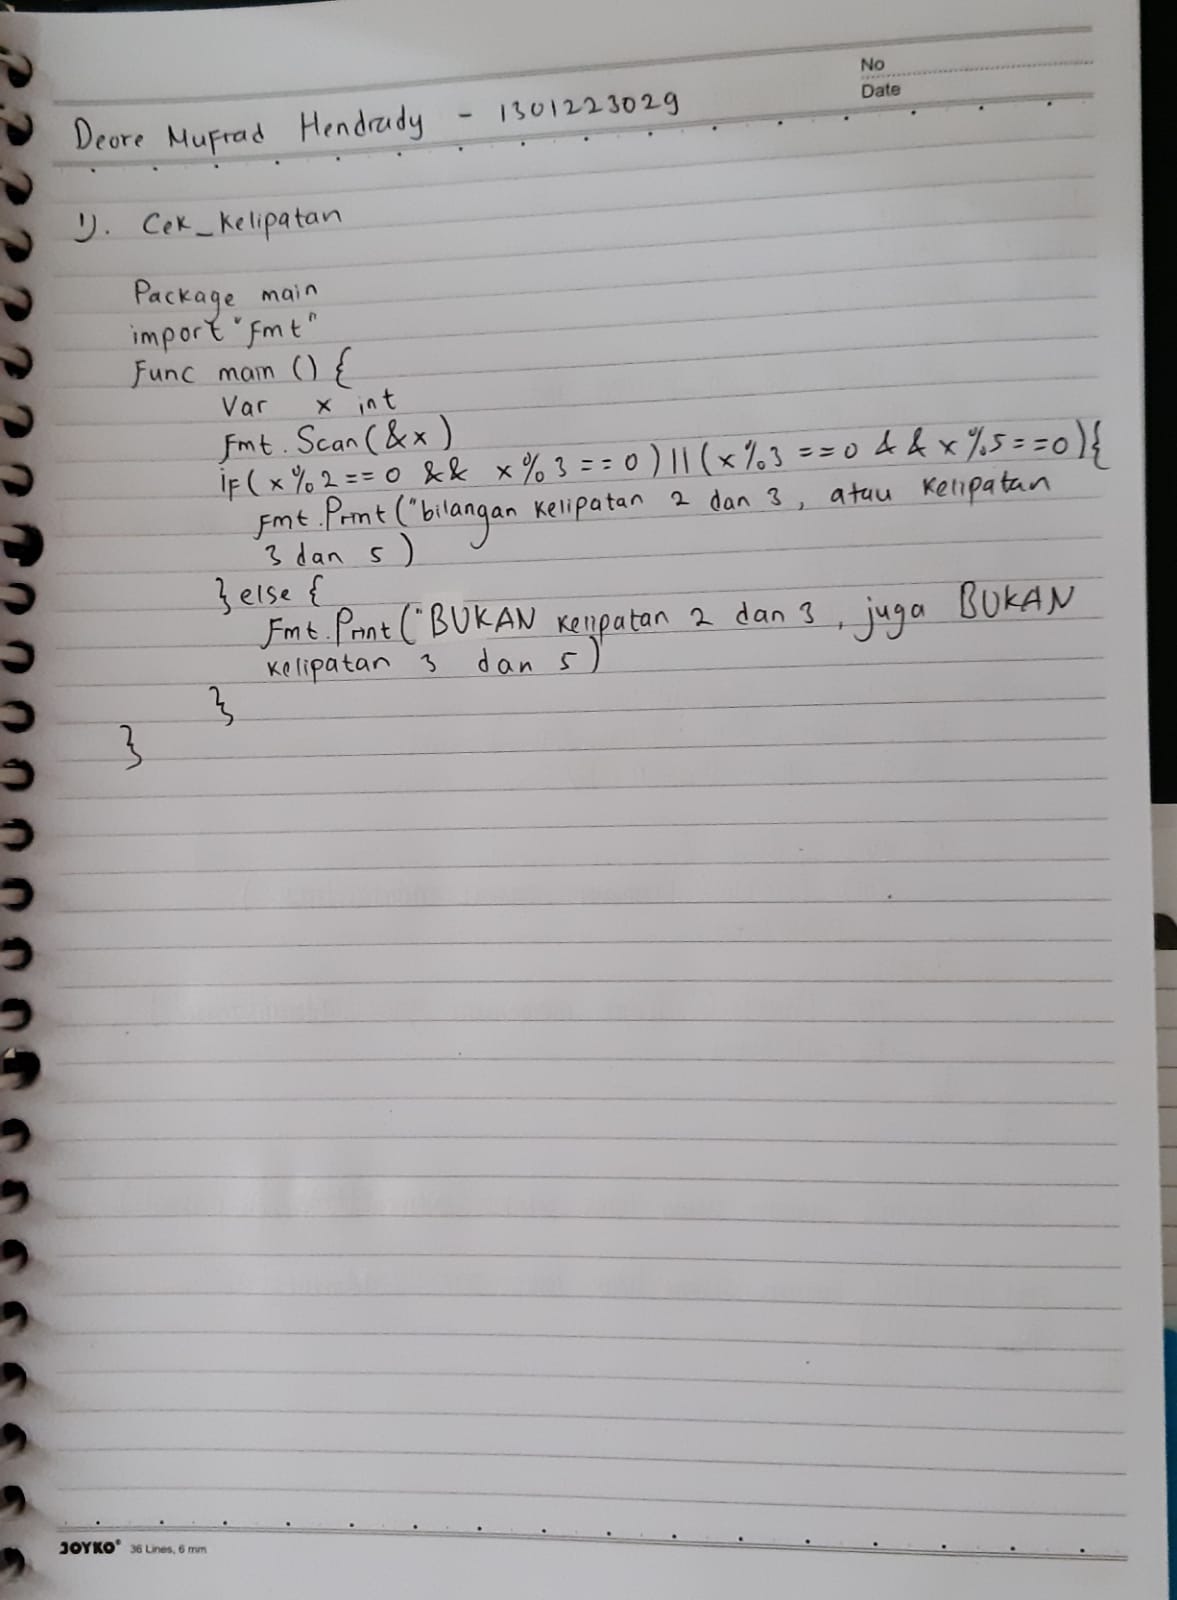 No
Date
Deore Mufrad Hendrady - 1301223029
1). Cek_Kelipatan
Package main
import "fmt"
Func main () {
Var x int
Fmt. Scan (&x)
if (x%2==0 && x%3==0) || (x%3==0 && x%5==0) {
Fmt. Print ("bilangan kelipatan 2 dan 3, atau kelipatan
3 dan 5)
} else {
Fmt. Print ("BUKAN kelipatan 2 dan 3, juga BUKAN
kelipatan 3 dan 5)
}
}
JOYKO® 36 Lines, 6 mm